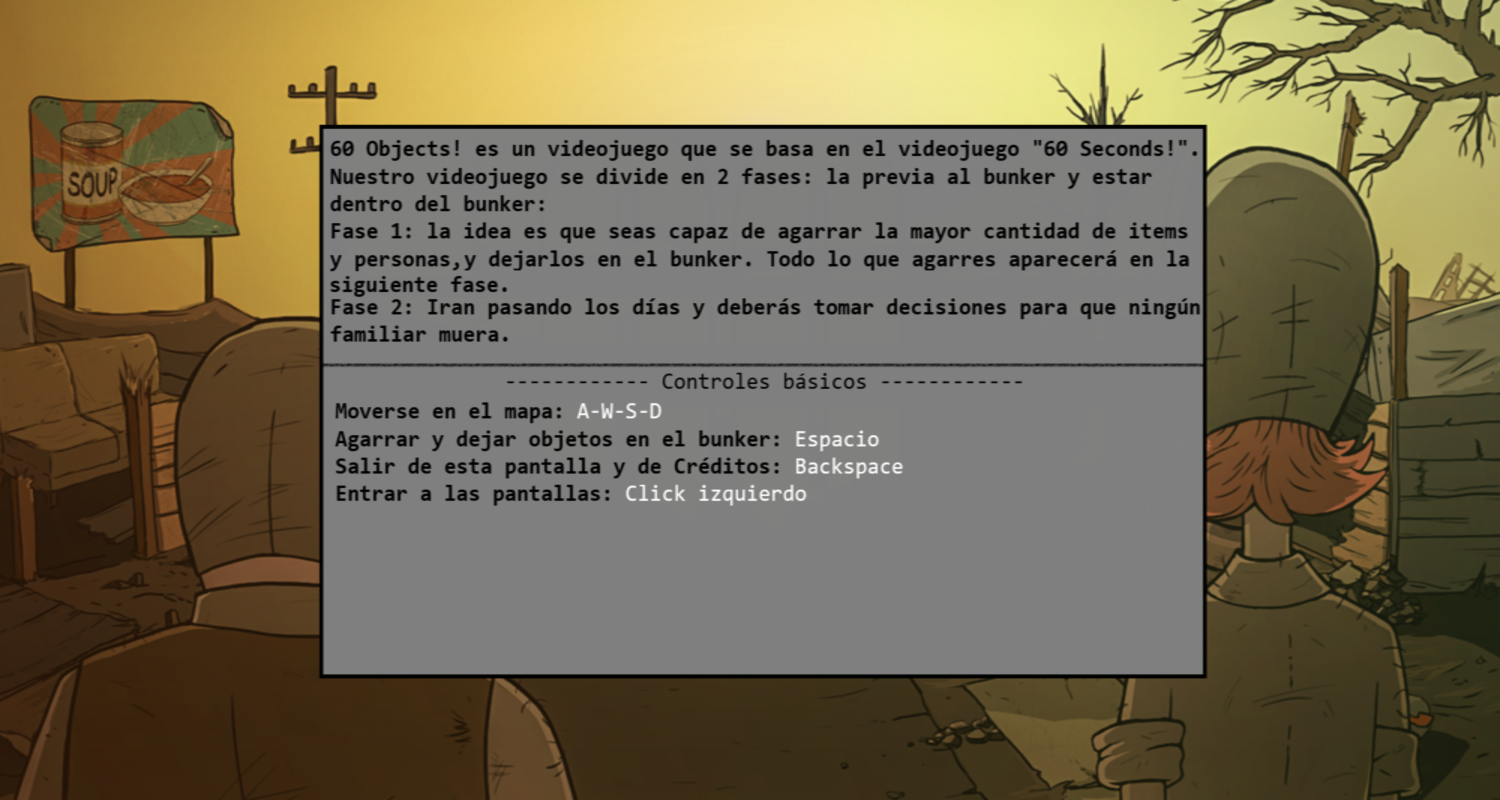 SOUP
60 Objects! es un videojuego que se basa en el videojuego "60 Seconds!".
Nuestro videojuego se divide en 2 fases: la previa al bunker y estar
dentro del bunker:
Fase 1: la idea es que seas capaz de agarrar la mayor cantidad de items
y personas,y dejarlos en el bunker. Todo lo que agarres aparecerá en la
siguiente fase.
Fase 2: Iran pasando los días y deberás tomar decisiones para que ningún
familiar muera.
------------ Controles básicos ------------
Moverse en el mapa: A-W-S-D
Agarrar y dejar objetos en el bunker: Espacio
Salir de esta pantalla y de Créditos: Backspace
Entrar a las pantallas: Click izquierdo